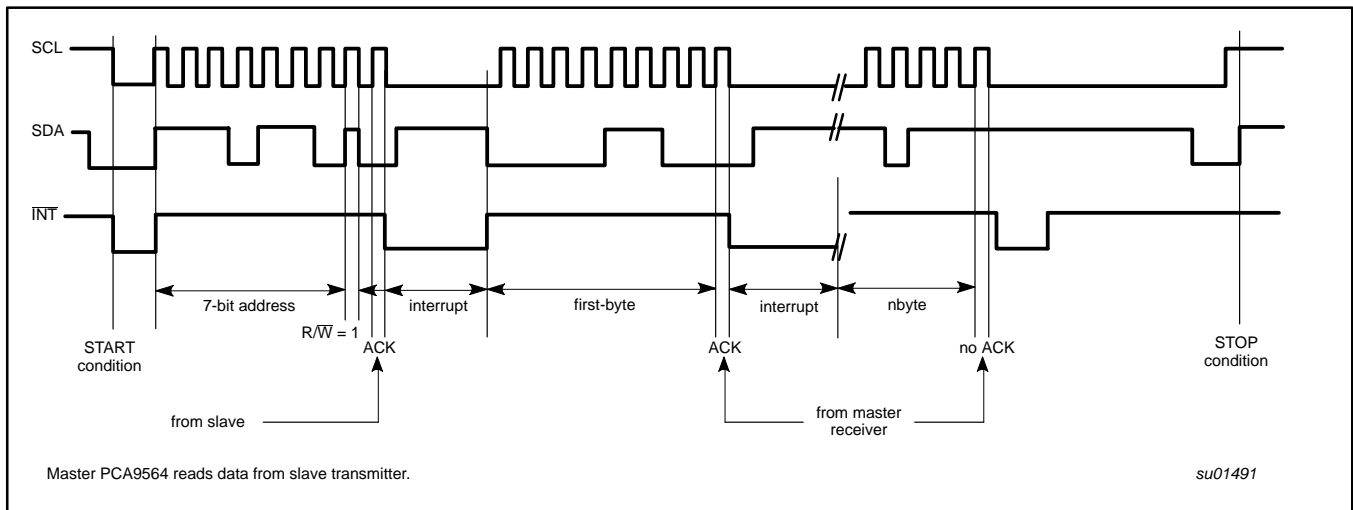 SCL
SDA
I̅N̅T̅
7-bit address
interrupt
first-byte
interrupt
nbyte
R/W̅ = 1
START
condition
ACK
ACK
no ACK
STOP
condition
from slave
from master
receiver
Master PCA9564 reads data from slave transmitter.
su01491